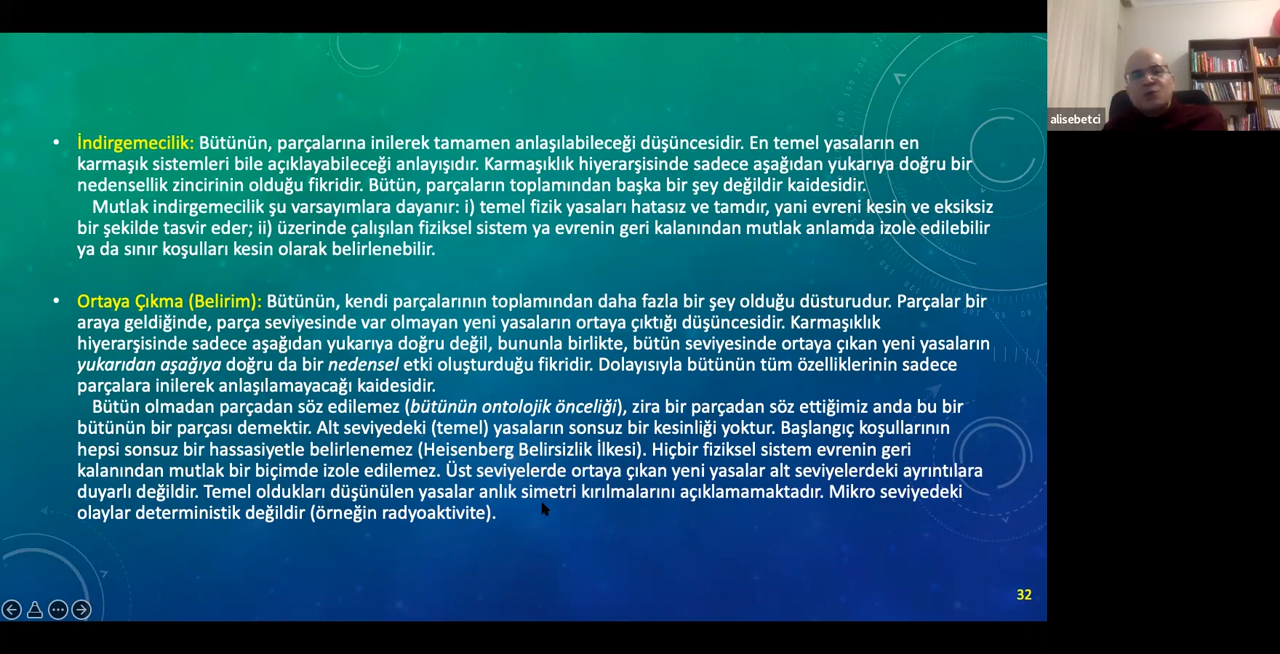 • İndirgemecilik: Bütünün, parçalarına inilerek tamamen anlaşılabileceği düşüncesidir. En temel yasaların en
karmaşık sistemleri bile açıklayabileceği anlayışıdır. Karmaşıklık hiyerarşisinde sadece aşağıdan yukarıya doğru bir
nedensellik zincirinin olduğu fikridir. Bütün, parçaların toplamından başka bir şey değildir kaidesidir.
Mutlak indirgemecilik şu varsayımlara dayanır: i) temel fizik yasaları hatasız ve tamdır, yani evreni kesin ve eksiksiz
bir şekilde tasvir eder; ii) üzerinde çalışılan fiziksel sistem ya evrenin geri kalanından mutlak anlamda izole edilebilir
ya da sınır koşulları kesin olarak belirlenebilir.
• Ortaya Çıkma (Belirim): Bütünün, kendi parçalarının toplamından daha fazla bir şey olduğu düsturudur. Parçalar bir
araya geldiğinde, parça seviyesinde var olmayan yeni yasaların ortaya çıktığı düşüncesidir. Karmaşıklık
hiyerarşisinde sadece aşağıdan yukarıya doğru değil, bununla birlikte, bütün seviyesinde ortaya çıkan yeni yasaların
yukarıdan aşağıya doğru da bir nedensel etki oluşturduğu fikridir. Dolayısıyla bütünün tüm özelliklerinin sadece
parçalara inilerek anlaşılamayacağı kaidesidir.
Bütün olmadan parçadan söz edilemez (bütünün ontolojik önceliği), zira bir parçadan söz ettiğimiz anda bu bir
bütünün bir parçası demektir. Alt seviyedeki (temel) yasaların sonsuz bir kesinliği yoktur. Başlangıç koşullarının
hepsi sonsuz bir hassasiyetle belirlenemez (Heisenberg Belirsizlik İlkesi). Hiçbir fiziksel sistem evrenin geri
kalanından mutlak bir biçimde izole edilemez. Üst seviyelerde ortaya çıkan yeni yasalar alt seviyelerdeki ayrıntılara
duyarlı değildir. Temel oldukları düşünülen yasalar anlık simetri kırılmalarını açıklamamaktadır. Mikro seviyedeki
olaylar deterministik değildir (örneğin radyoaktivite).
32
alisebetci